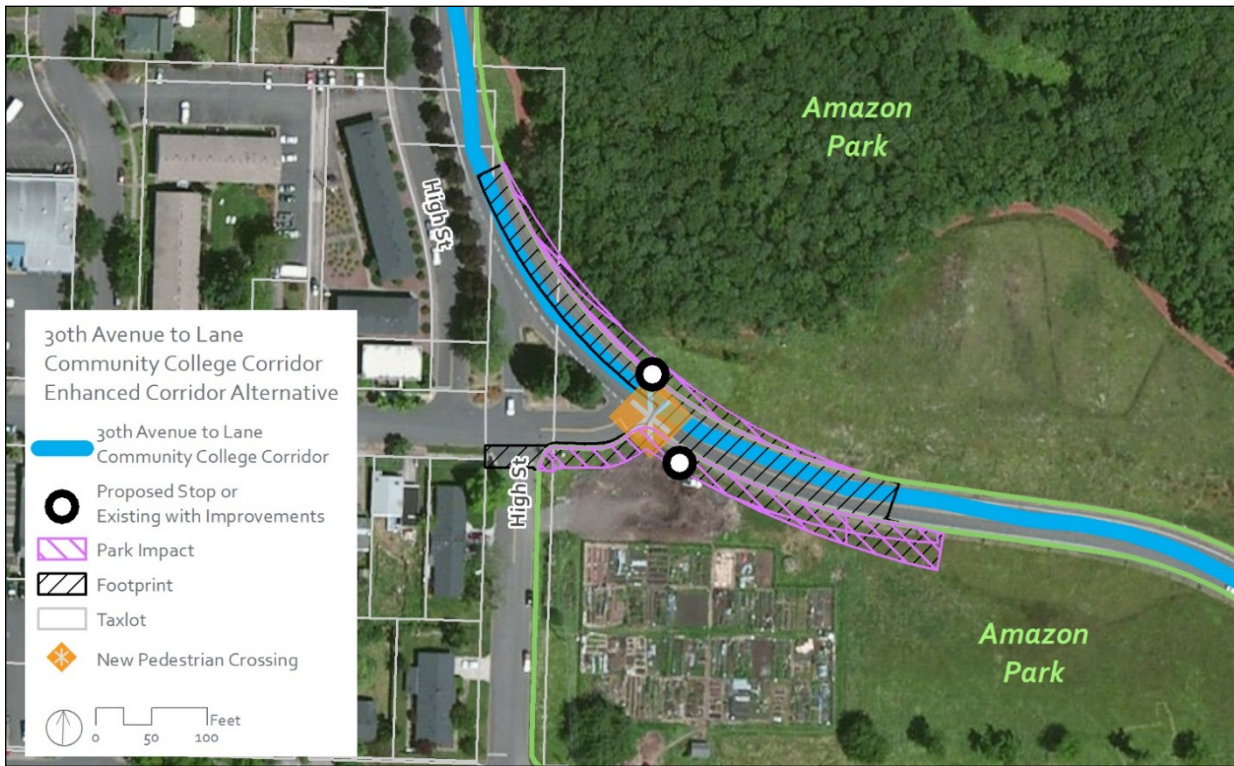 Amazon
Park
High St
30th Avenue to Lane
Community College Corridor
Enhanced Corridor Alternative
30th Avenue to Lane
Community College Corridor
Proposed Stop or
Existing with Improvements
Park Impact
Footprint
Taxlot
New Pedestrian Crossing
Feet
0 50 100
High St
Amazon
Park